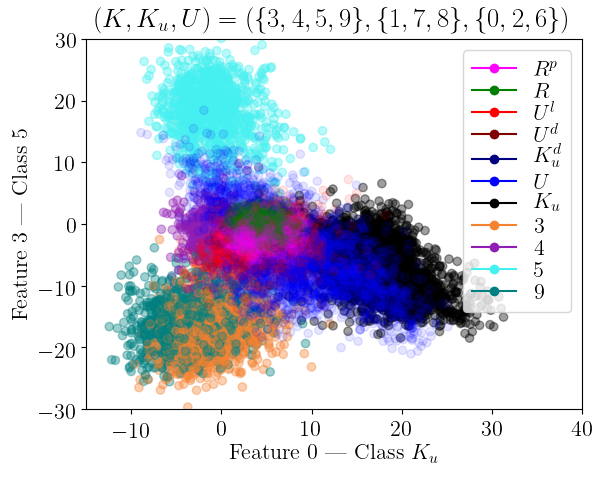 (K, K_u, U) = ({3, 4, 5, 9}, {1, 7, 8}, {0, 2, 6})
30
20
10
0
−10
−20
−30
Feature 3 — Class 5
R^p
R
U^l
U^d
K_u^d
U
K_u
3
4
5
9
−10
0
10
20
30
40
Feature 0 — Class K_u